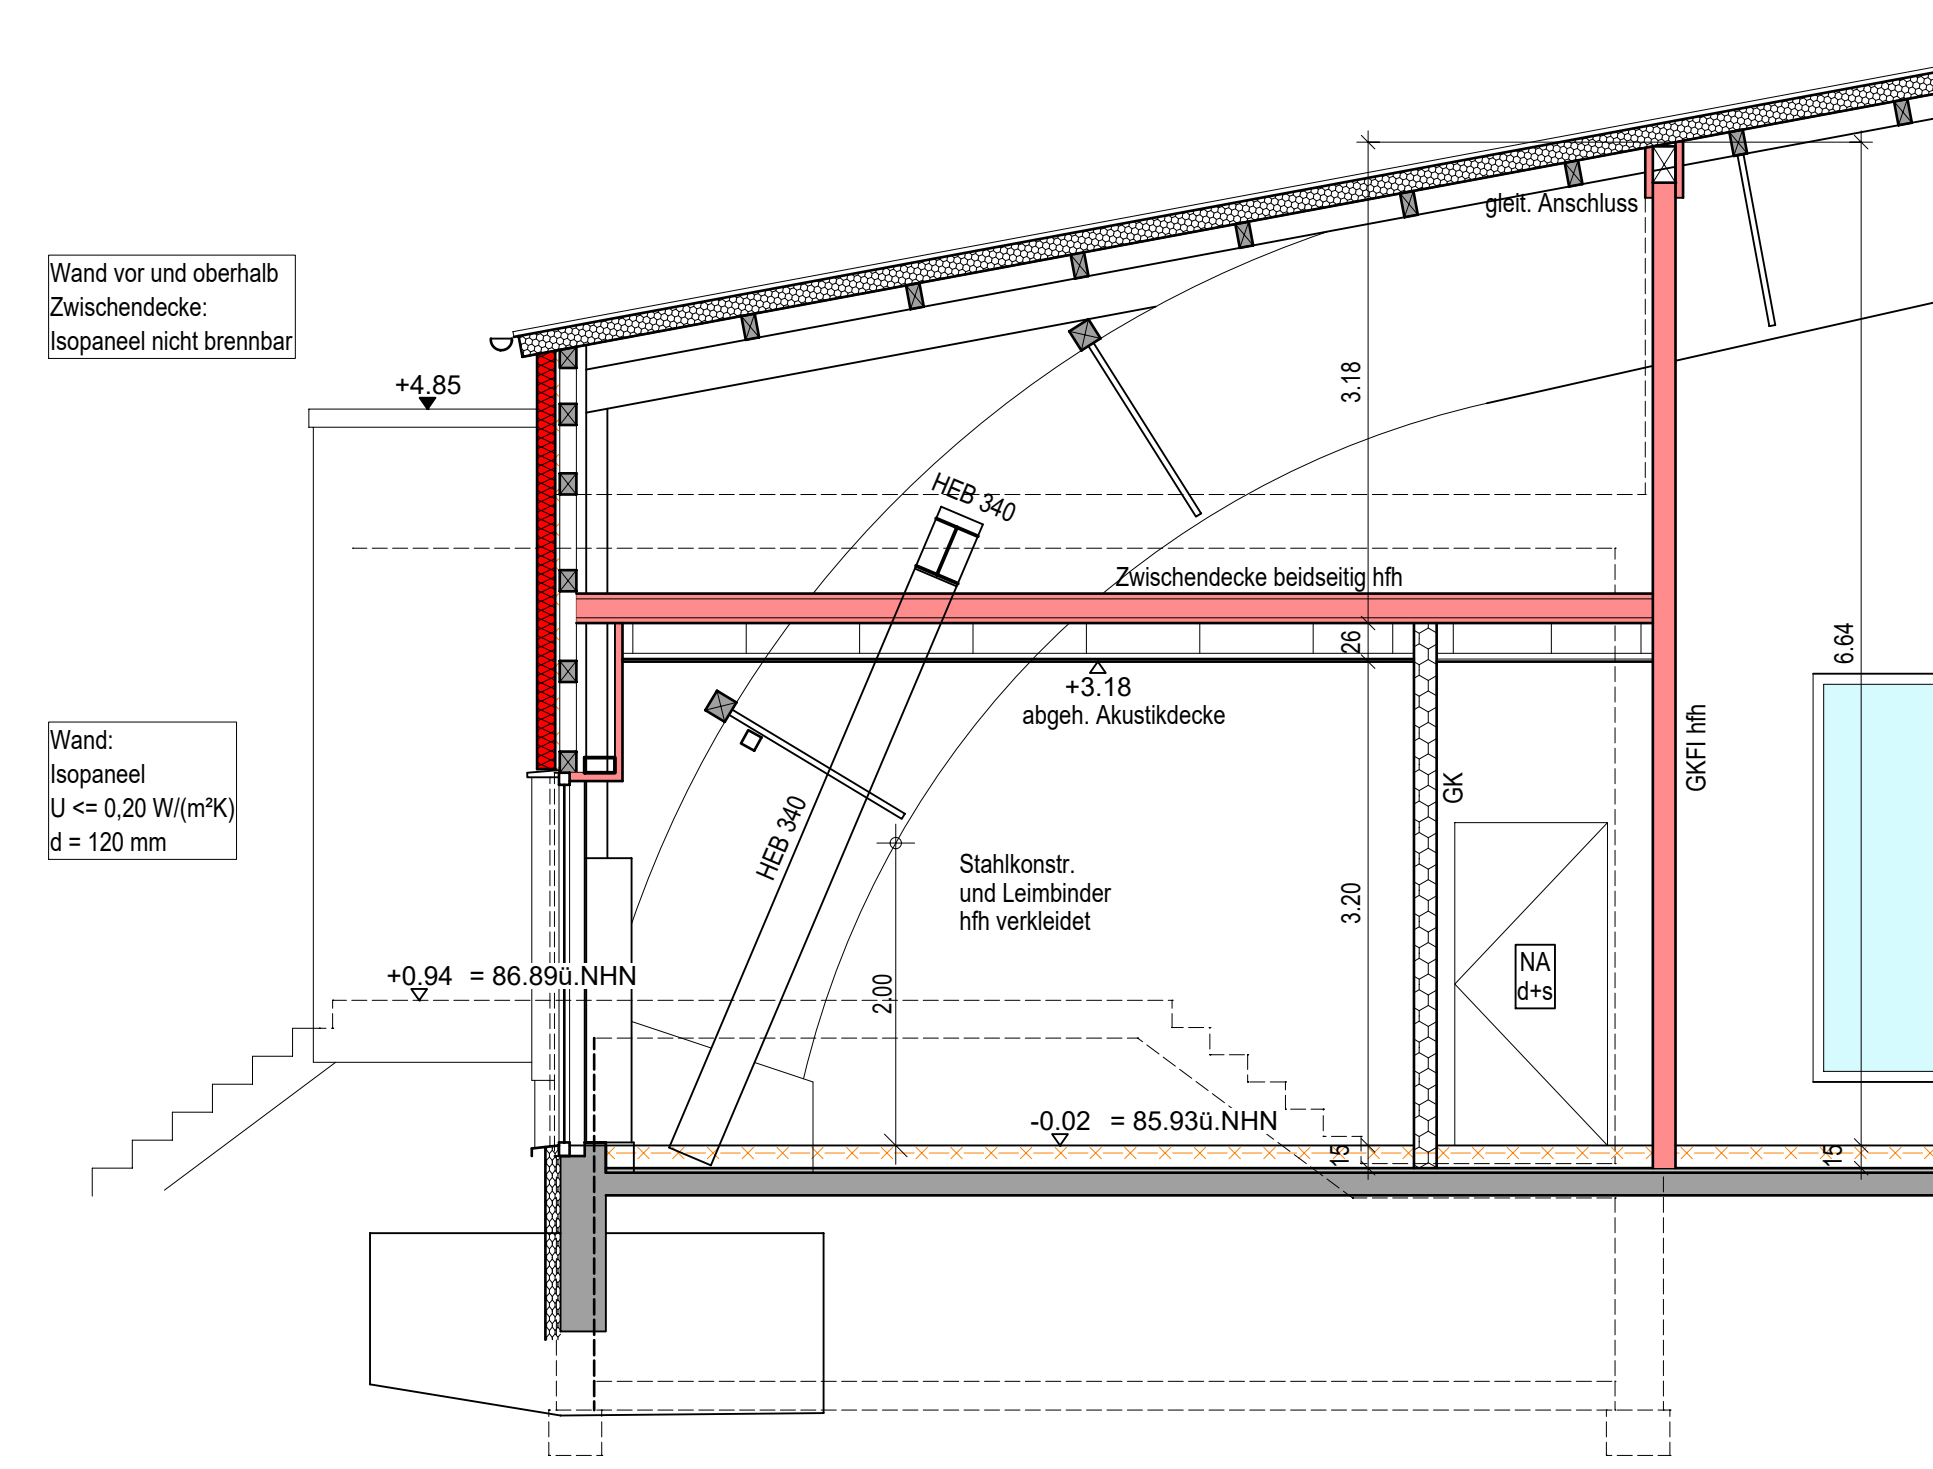 gleit. Anschluss
Wand vor und oberhalb
Zwischendecke:
Isopaneel nicht brennbar
+4.85
3.18
HEB 340
Zwischendecke beidseitig hfh
26
6.64
+3.18
abgeh. Akustikdecke
GKFI hfh
Wand:
Isopaneel
U <= 0,20 W/(m²K)
d = 120 mm
GK
HEB 340
Stahlkonstr.
und Leimbinder
hfh verkleidet
3.20
NA
d+s
+0.94 = 86.89ü.NHN
2.00
-0.02 = 85.93ü.NHN
15
15